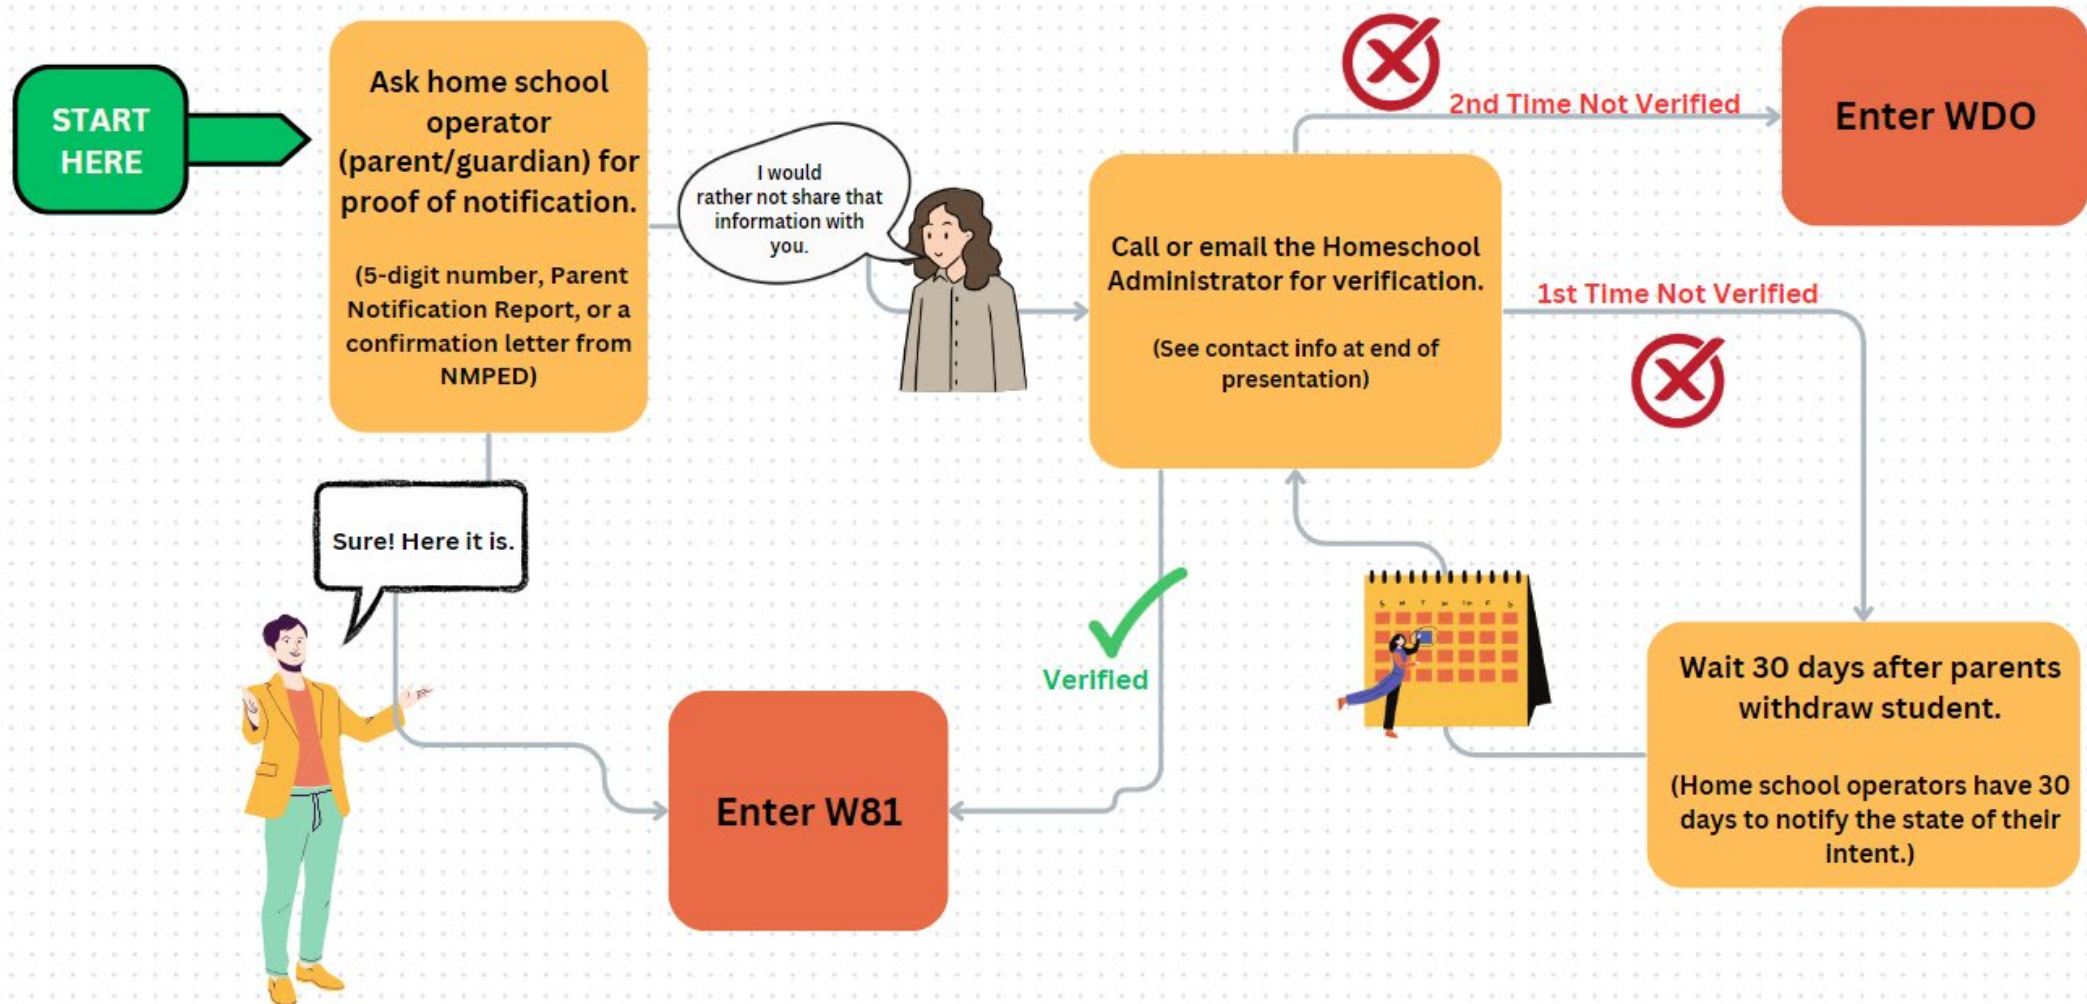 START
HERE
Ask home school
operator
(parent/guardian) for
proof of notification.
(5-digit number, Parent
Notification Report, or a
confirmation letter from
NMPED)
I would
rather not share that
information with
you.
Sure! Here it is.
Call or email the Homeschool
Administrator for verification.
(See contact info at end of
presentation)
2nd Time Not Verified
Enter WDO
1st Time Not Verified
Wait 30 days after parents
withdraw student.
(Home school operators have 30
days to notify the state of their
intent.)
S M T W TH F S
Verified
Enter W81